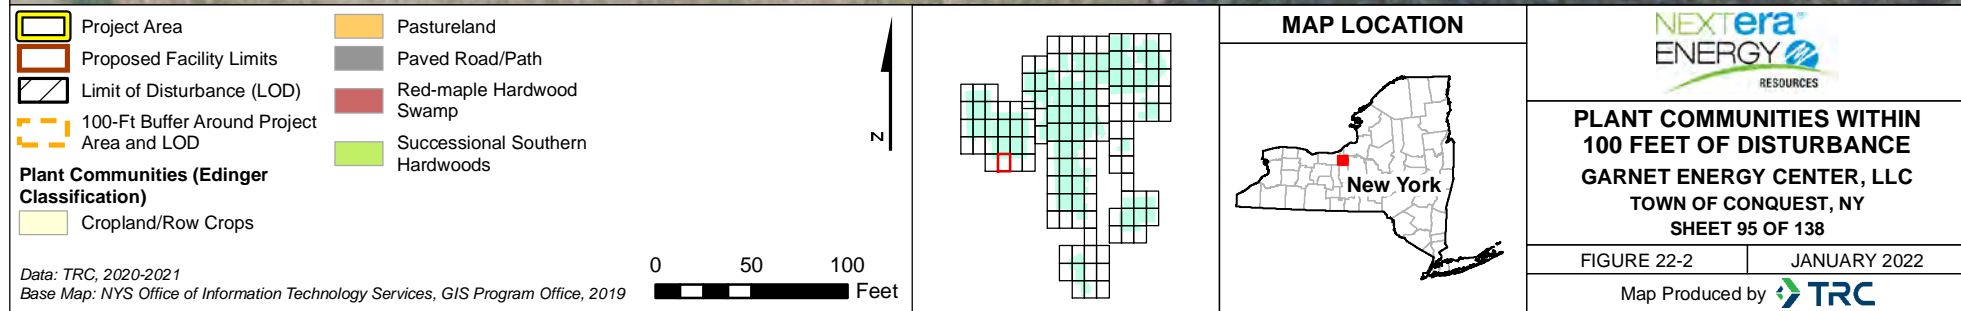 Project Area
Proposed Facility Limits
Limit of Disturbance (LOD)
100-Ft Buffer Around Project
Area and LOD
Plant Communities (Edinger
Classification)
Cropland/Row Crops
Pastureland
Paved Road/Path
Red-maple Hardwood
Swamp
Successional Southern
Hardwoods
Data: TRC, 2020-2021
Base Map: NYS Office of Information Technology Services, GIS Program Office, 2019
0 50 100
Feet
N
MAP LOCATION
New York
NEXTera
ENERGY
RESOURCES
PLANT COMMUNITIES WITHIN
100 FEET OF DISTURBANCE
GARNET ENERGY CENTER, LLC
TOWN OF CONQUEST, NY
SHEET 95 OF 138
FIGURE 22-2
JANUARY 2022
Map Produced by TRC